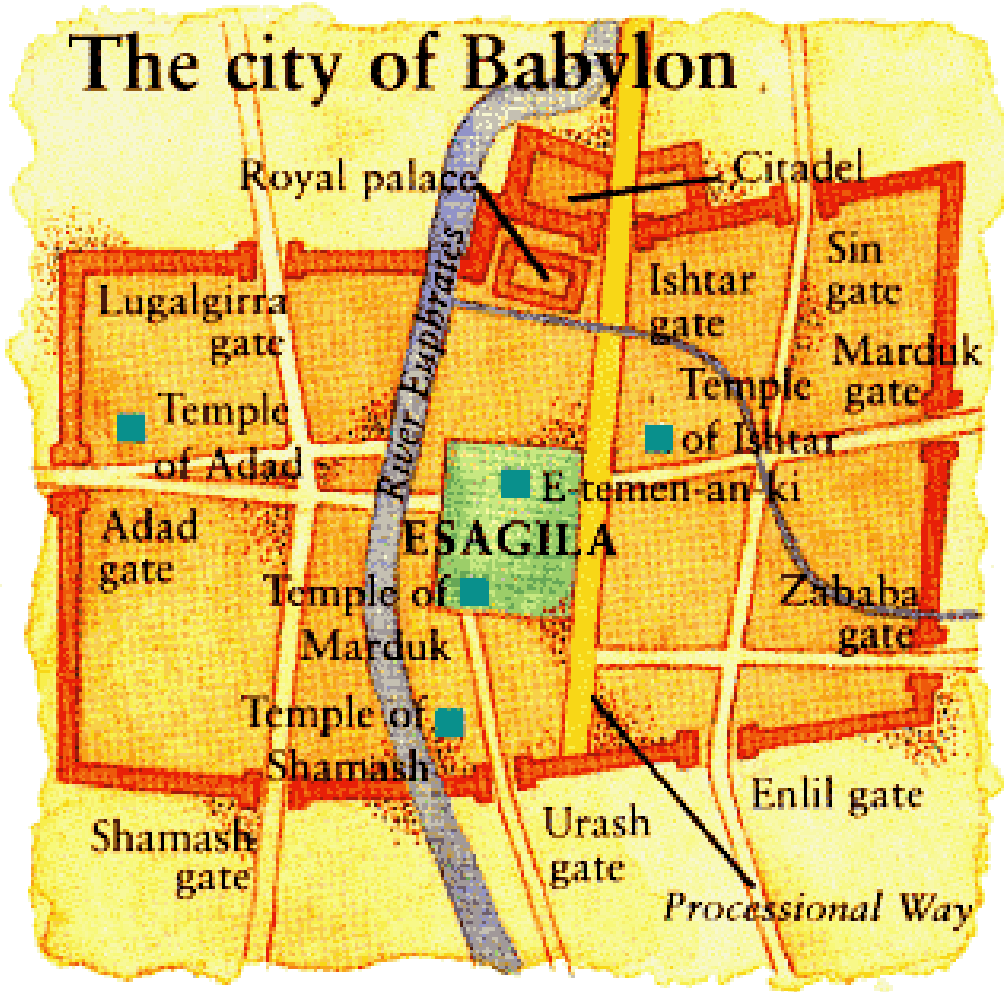 The city of Babylon
Royal palace
Citadel
River Euphrates
Sin
gate
Ishtar
gate
Lugalgirra
gate
Marduk
gate
Temple
of Adad
Temple
of Ishtar
E-temen-an-ki
ESAGILA
Adad
gate
Temple of
Marduk
Zababa
gate
Temple of
Shamash
Enlil gate
Urash
gate
Shamash
gate
Processional Way